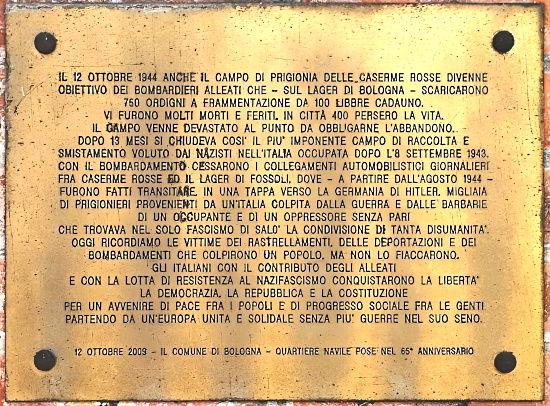 IL 12 OTTOBRE 1944 ANCHE IL CAMPO DI PRIGIONIA DELLE CASERME ROSSE DIVENNE
OBIETTIVO DEI BOMBARDIERI ALLEATI CHE - SUL LAGER DI BOLOGNA - SCARICARONO
750 ORDIGNI A FRAMMENTAZIONE DA 100 LIBBRE CADAUNO.
VI FURONO MOLTI MORTI E FERITI. IN CITTÀ 400 PERSERO LA VITA.
IL CAMPO VENNE DEVASTATO AL PUNTO DA OBBLIGARNE L'ABBANDONO.
DOPO 13 MESI SI CHIUDEVA COSI' IL PIU' IMPONENTE CAMPO DI RACCOLTA E
SMISTAMENTO VOLUTO DAI NAZISTI NELL'ITALIA OCCUPATA DOPO L'8 SETTEMBRE 1943.
CON IL BOMBARDAMENTO CESSARONO I COLLEGAMENTI AUTOMOBILISTICI GIORNALIERI
FRA CASERME ROSSE ED IL LAGER DI FOSSOLI, DOVE - A PARTIRE DALL'AGOSTO 1944 -
FURONO FATTI TRANSITARE, IN UNA TAPPA VERSO LA GERMANIA DI HITLER, MIGLIAIA
DI PRIGIONIERI PROVENIENTI DA UN'ITALIA COLPITA DALLA GUERRA E DALLE BARBARIE
DI UN OCCUPANTE E DI UN OPPRESSORE SENZA PARI
CHE TROVAVA NEL SOLO FASCISMO DI SALO' LA CONDIVISIONE DI TANTA DISUMANITA'.
OGGI RICORDIAMO LE VITTIME DEI RASTRELLAMENTI, DELLE DEPORTAZIONI E DEI
BOMBARDAMENTI CHE COLPIRONO UN POPOLO, MA NON LO FIACCARONO.
GLI ITALIANI CON IL CONTRIBUTO DEGLI ALLEATI
E CON LA LOTTA DI RESISTENZA AL NAZIFASCISMO CONQUISTARONO LA LIBERTA'
LA DEMOCRAZIA, LA REPUBBLICA E LA COSTITUZIONE
PER UN AVVENIRE DI PACE FRA I POPOLI E DI PROGRESSO SOCIALE FRA LE GENTI
PARTENDO DA UN'EUROPA UNITA E SOLIDALE SENZA PIU' GUERRE NEL SUO SENO.
12 OTTOBRE 2009 - IL COMUNE DI BOLOGNA - QUARTIERE NAVILE POSE NEL 65° ANNIVERSARIO